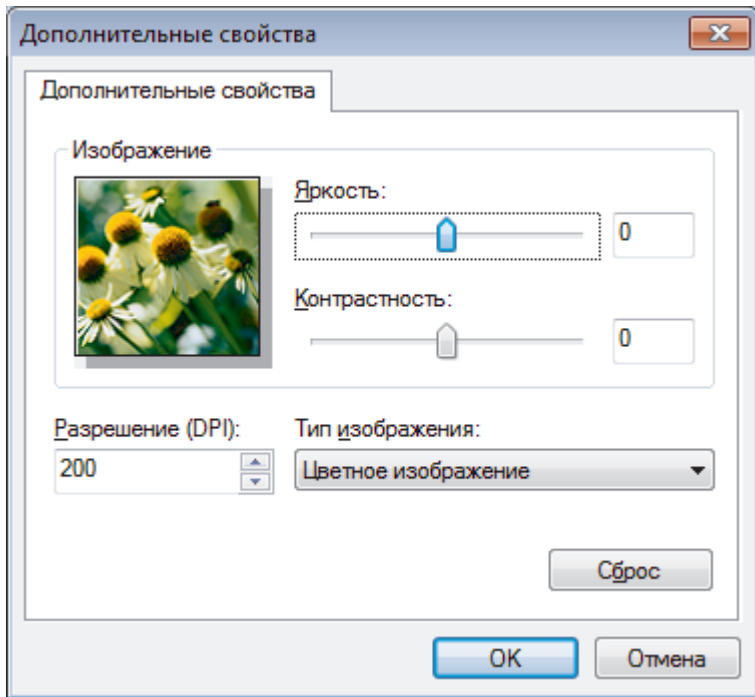 Дополнительные свойства
Дополнительные свойства
Изображение
Яркость:
0
Контрастность:
0
Разрешение (DPI):
Тип изображения:
200
Цветное изображение
Сброс
OK
Отмена